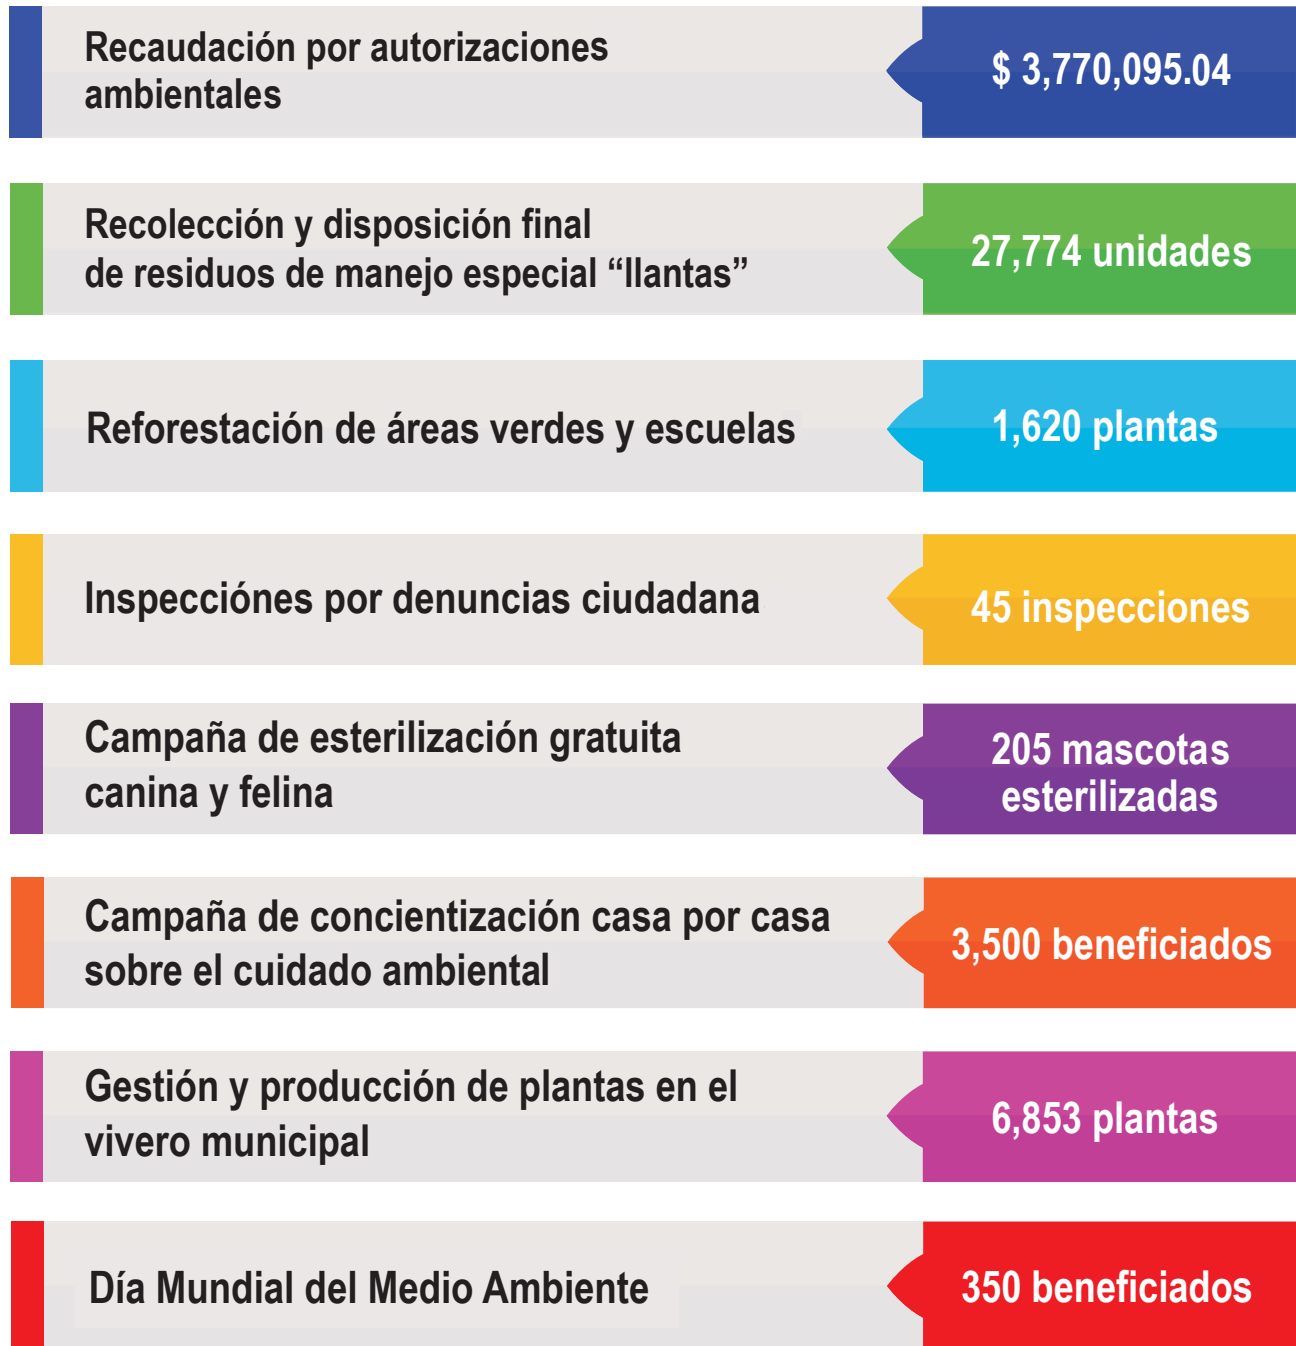 Recaudación por autorizaciones
ambientales
$ 3,770,095.04
Recolección y disposición final
de residuos de manejo especial “llantas”
27,774 unidades
Reforestación de áreas verdes y escuelas
1,620 plantas
Inspecciónes por denuncias ciudadana
45 inspecciones
Campaña de esterilización gratuita
canina y felina
205 mascotas
esterilizadas
Campaña de concientización casa por casa
sobre el cuidado ambiental
3,500 beneficiados
Gestión y producción de plantas en el
vivero municipal
6,853 plantas
Día Mundial del Medio Ambiente
350 beneficiados